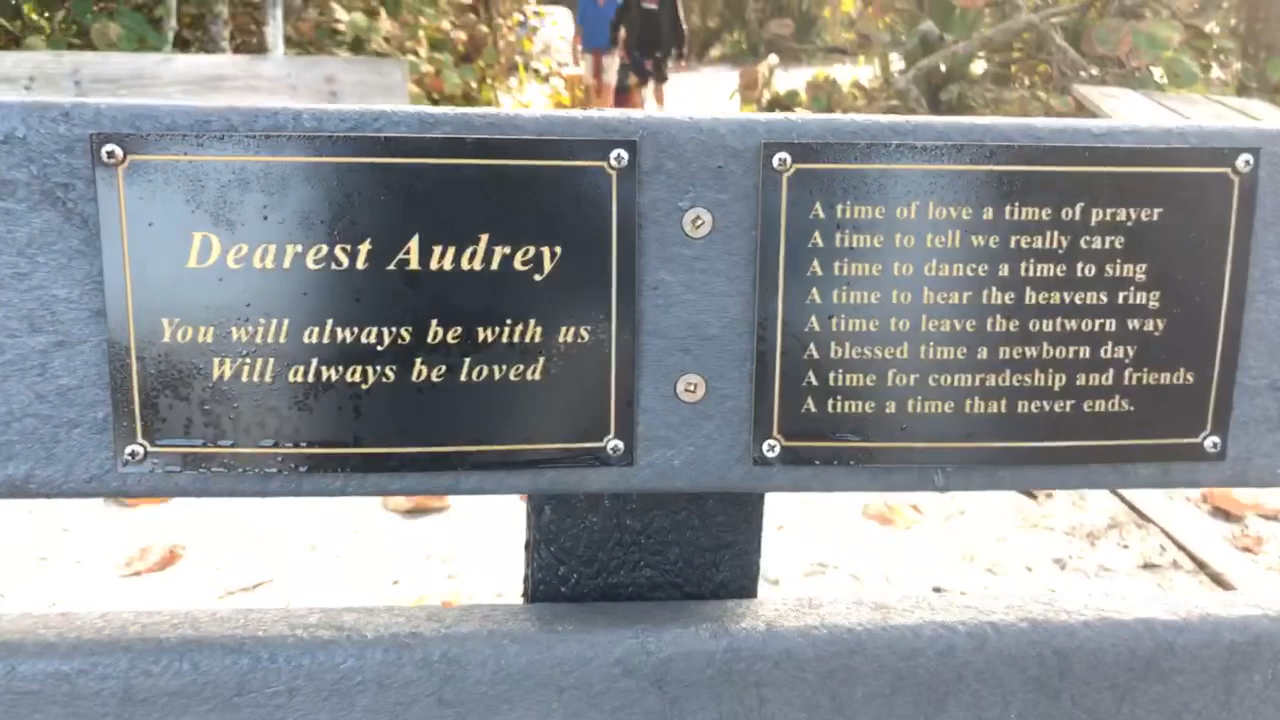 Dearest Audrey
You will always be with us
Will always be loved
A time of love a time of prayer
A time to tell we really care
A time to dance a time to sing
A time to hear the heavens ring
A time to leave the outworn way
A blessed time a newborn day
A time for comradeship and friends
A time a time that never ends.